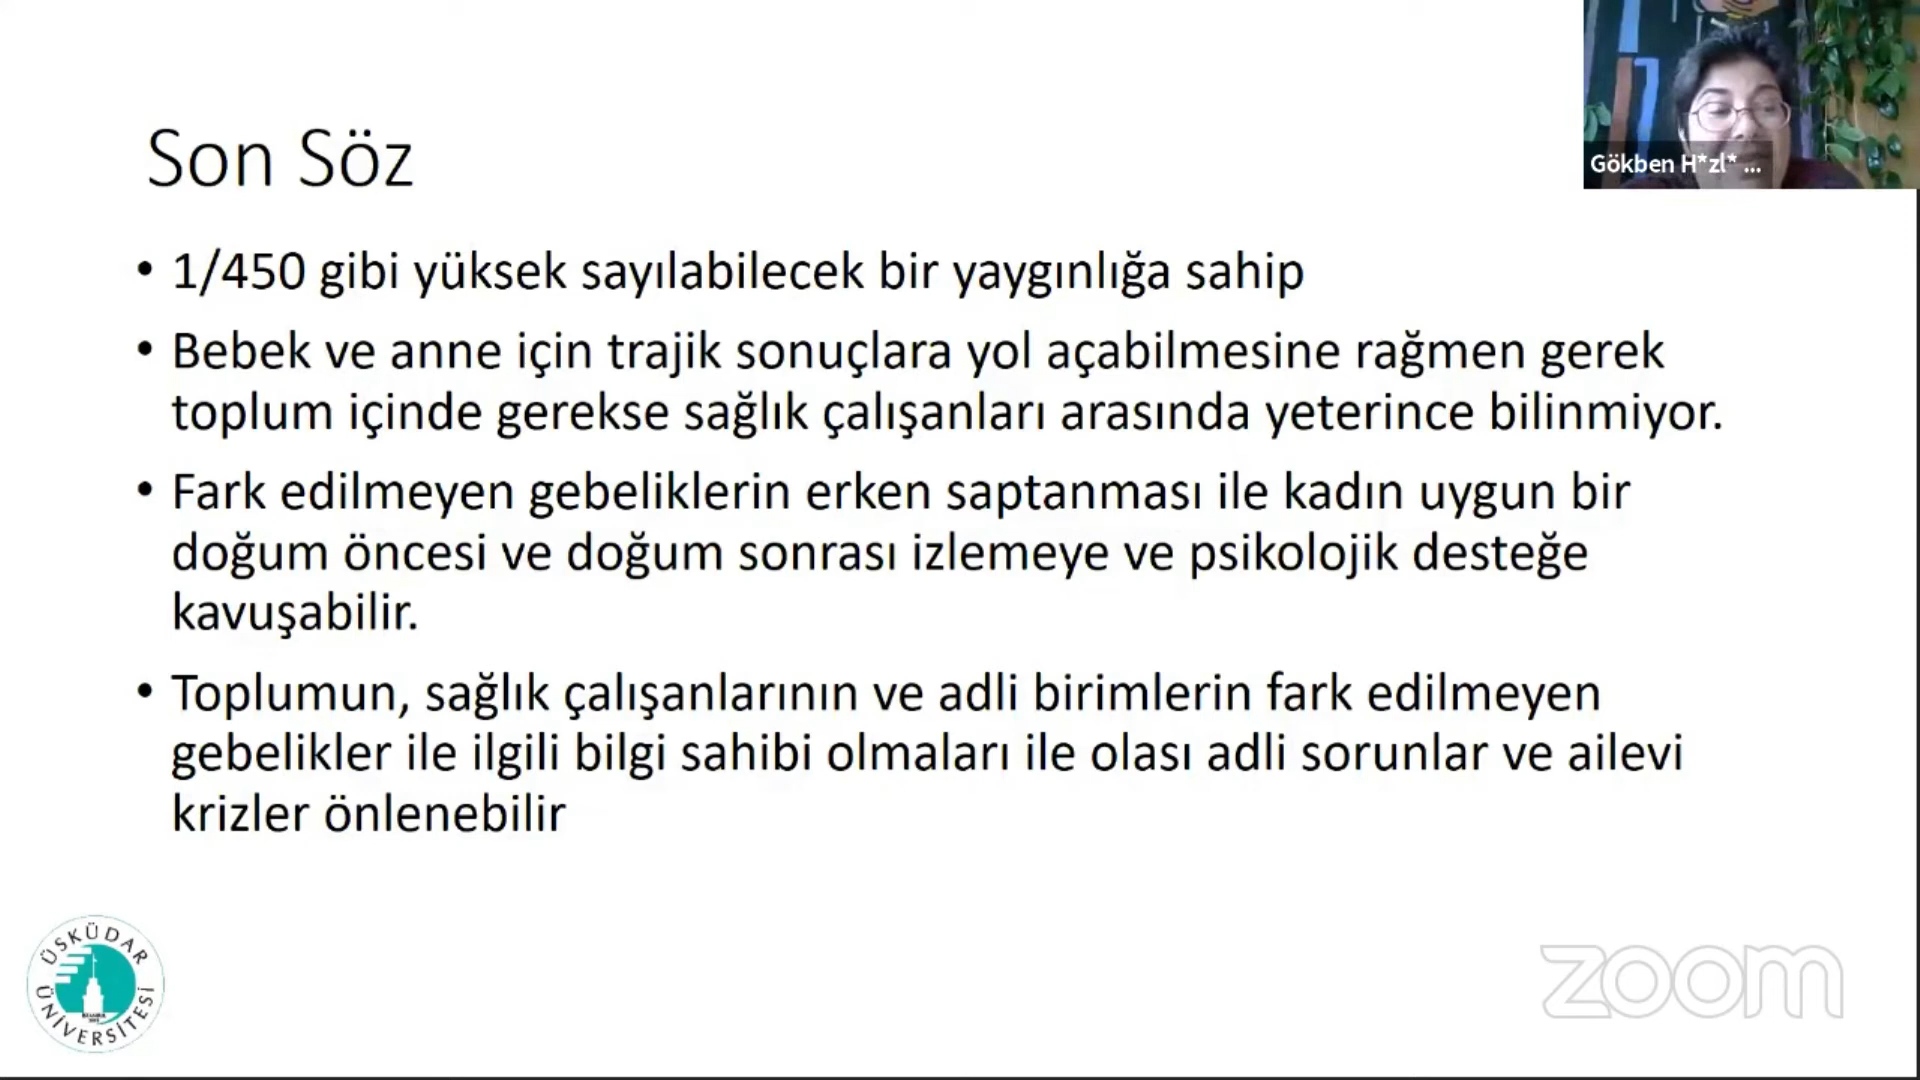 Gökben H*zl* ...
Son Söz
• 1/450 gibi yüksek sayılabilecek bir yaygınlığa sahip
• Bebek ve anne için trajik sonuçlara yol açabilmesine rağmen gerek
toplum içinde gerekse sağlık çalışanları arasında yeterince bilinmiyor.
• Fark edilmeyen gebeliklerin erken saptanması ile kadın uygun bir
doğum öncesi ve doğum sonrası izlemeye ve psikolojik desteğe
kavuşabilir.
• Toplumun, sağlık çalışanlarının ve adli birimlerin fark edilmeyen
gebelikler ile ilgili bilgi sahibi olmaları ile olası adli sorunlar ve ailevi
krizler önlenebilir
ÜSKÜDAR
ÜNİVERSİTESİ
zoom